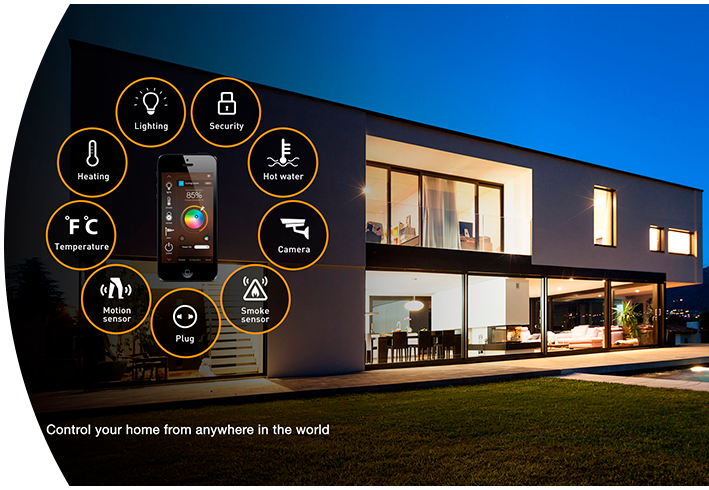 Lighting
Security
Heating
Hot water
°F°C
Temperature
Camera
Motion
sensor
Smoke
sensor
Plug
85%
Control your home from anywhere in the world